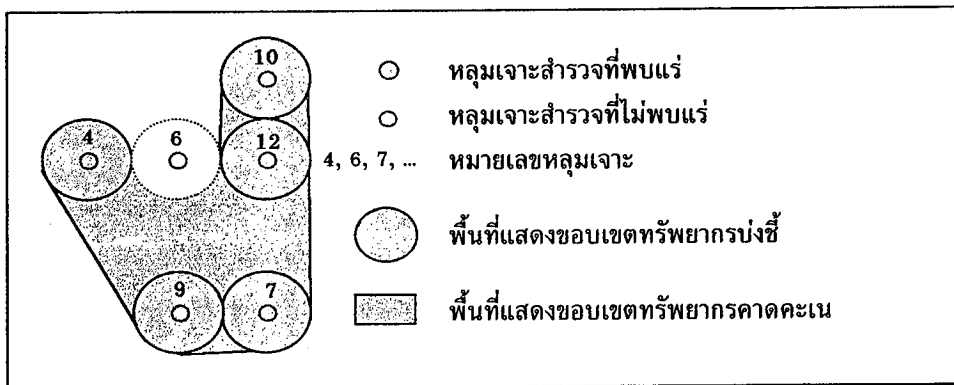 10
4
6
12
9
7
หลุมเจาะสำรวจที่พบแร่
หลุมเจาะสำรวจที่ไม่พบแร่
4, 6, 7, ... หมายเลขหลุมเจาะ
พื้นที่แสดงขอบเขตทรัพยากรบ่งชี้
พื้นที่แสดงขอบเขตทรัพยากรคาดคะเน